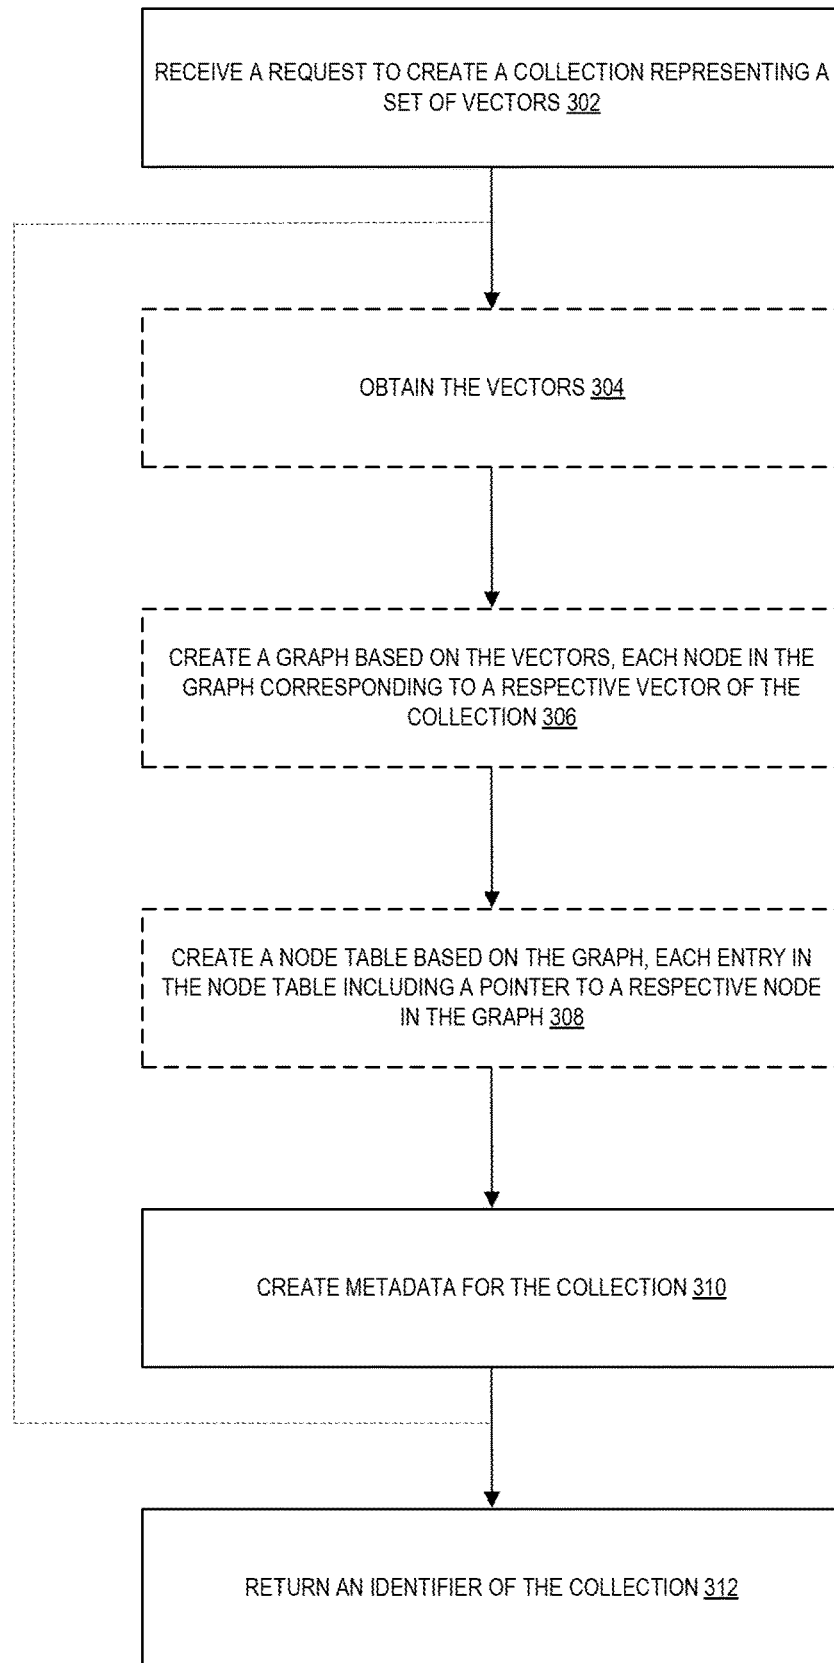 RECEIVE A REQUEST TO CREATE A COLLECTION REPRESENTING A
SET OF VECTORS 302
OBTAIN THE VECTORS 304
CREATE A GRAPH BASED ON THE VECTORS, EACH NODE IN THE
GRAPH CORRESPONDING TO A RESPECTIVE VECTOR OF THE
COLLECTION 306
CREATE A NODE TABLE BASED ON THE GRAPH, EACH ENTRY IN
THE NODE TABLE INCLUDING A POINTER TO A RESPECTIVE NODE
IN THE GRAPH 308
CREATE METADATA FOR THE COLLECTION 310
RETURN AN IDENTIFIER OF THE COLLECTION 312